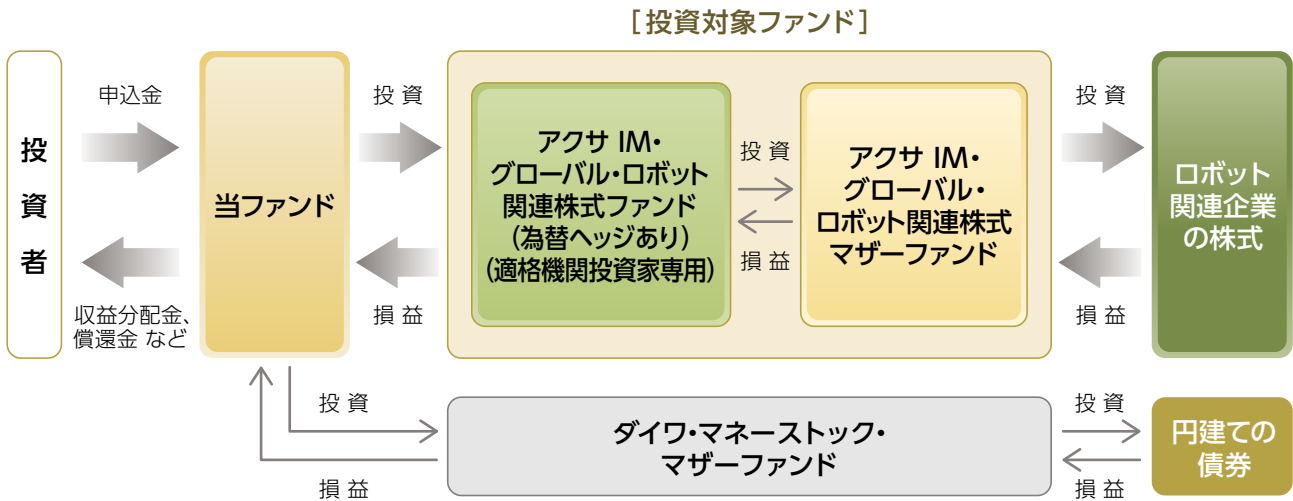 [投資対象ファンド]
投資者
申込金
収益分配金、
償還金 など
当ファンド
投 資
損 益
アクサ IM・
グローバル・ロボット
関連株式ファンド
(為替ヘッジあり)
(適格機関投資家専用)
投 資
損 益
アクサ IM・
グローバル・
ロボット関連株式
マザーファンド
投 資
損 益
ロボット
関連企業
の株式
投 資
損 益
ダイワ・マネーストック・
マザーファンド
投 資
損 益
円建ての
債券